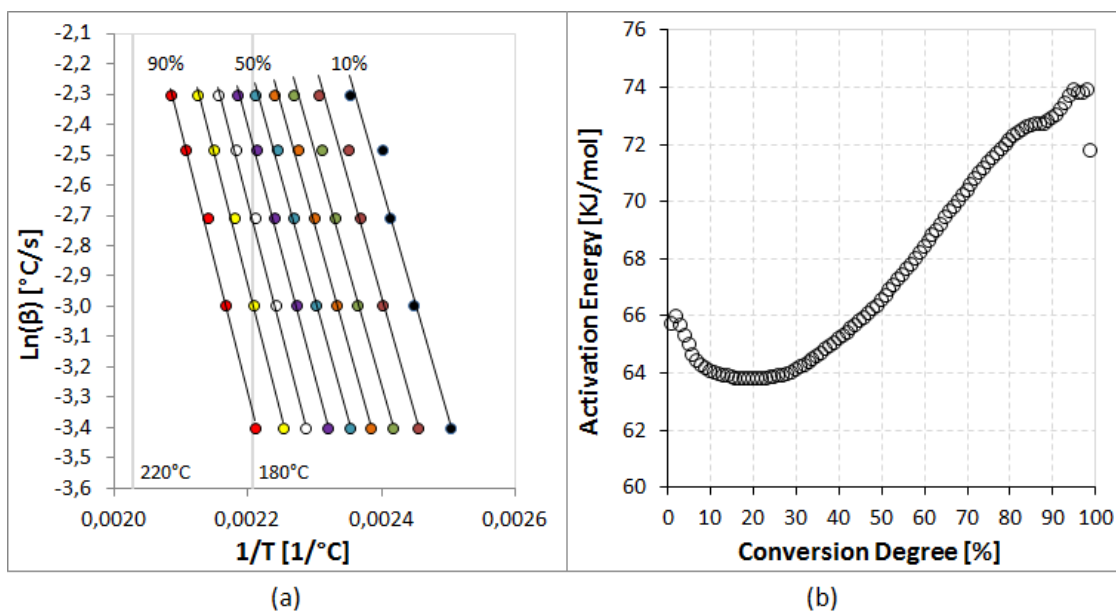 -2,1
-2,2
-2,3
-2,4
-2,5
-2,6
-2,7
-2,8
-2,9
-3,0
-3,1
-3,2
-3,3
-3,4
-3,5
-3,6
Ln(β) [°C/s]
90% 50% 10%
220°C 180°C
0,0020 0,0022 0,0024 0,0026
1/T [1/°C]
(a)
76
74
72
70
68
66
64
62
60
Activation Energy [KJ/mol]
0 10 20 30 40 50 60 70 80 90 100
Conversion Degree [%]
(b)